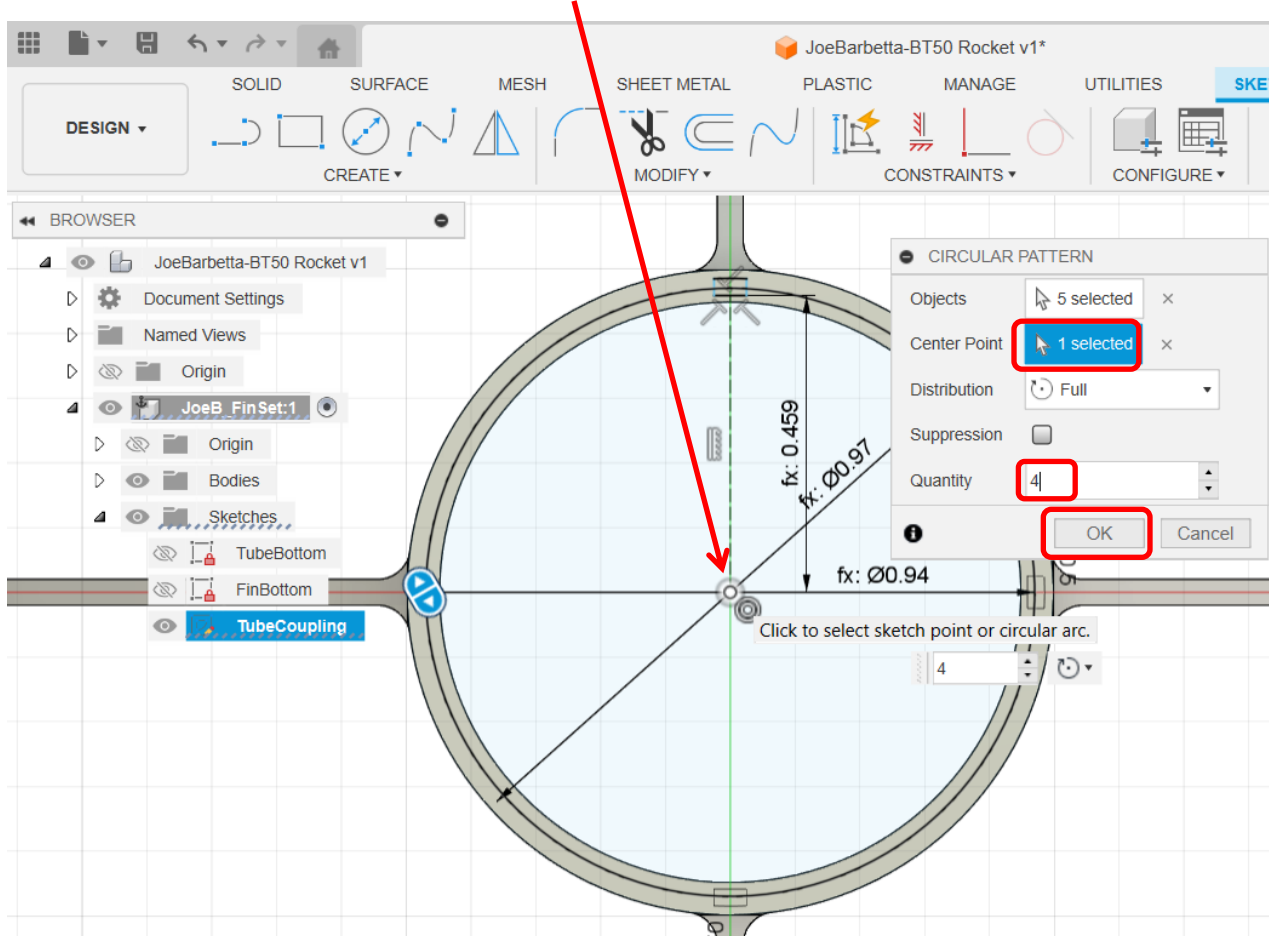 JoeBarbetta-BT50 Rocket v1*
SOLID SURFACE MESH SHEET METAL PLASTIC MANAGE UTILITIES SKE
DESIGN
CREATE MODIFY CONSTRAINTS CONFIGURE
BROWSER
JoeBarbetta-BT50 Rocket v1
Document Settings
Named Views
Origin
JoeB_FinSet:1
Origin
Bodies
Sketches
TubeBottom
FinBottom
TubeCoupling
CIRCULAR PATTERN
Objects 5 selected
Center Point 1 selected
Distribution Full
Suppression
Quantity 4
OK Cancel
fx: 0.459
fx: Ø0.97
fx: Ø0.94
Click to select sketch point or circular arc.
4